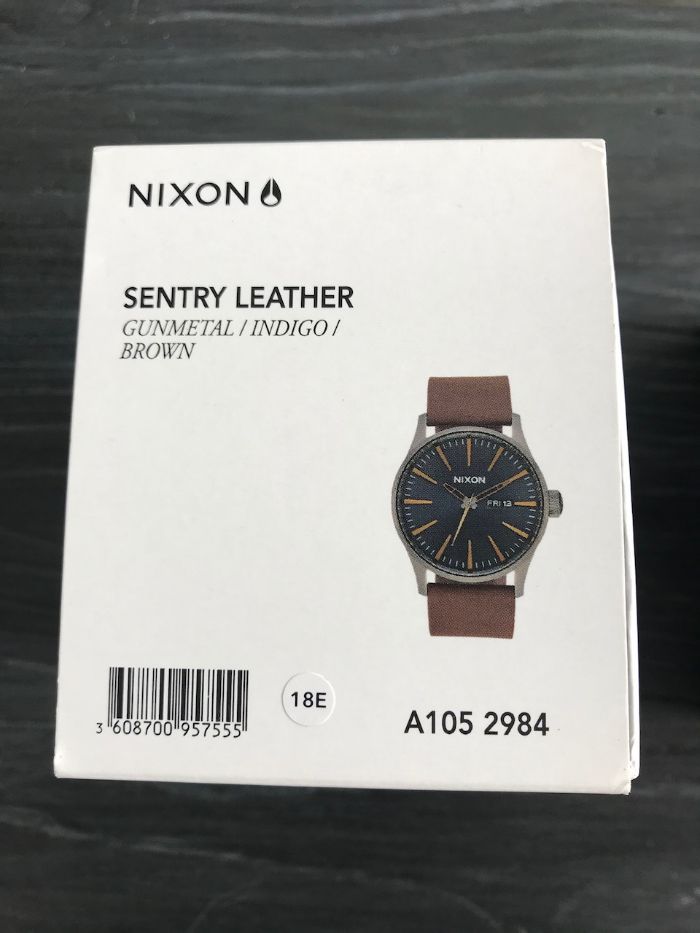 NIXON
SENTRY LEATHER
GUNMETAL / INDIGO /
BROWN
NIXON
FRI 13
3 608700 957555
18E
A105 2984